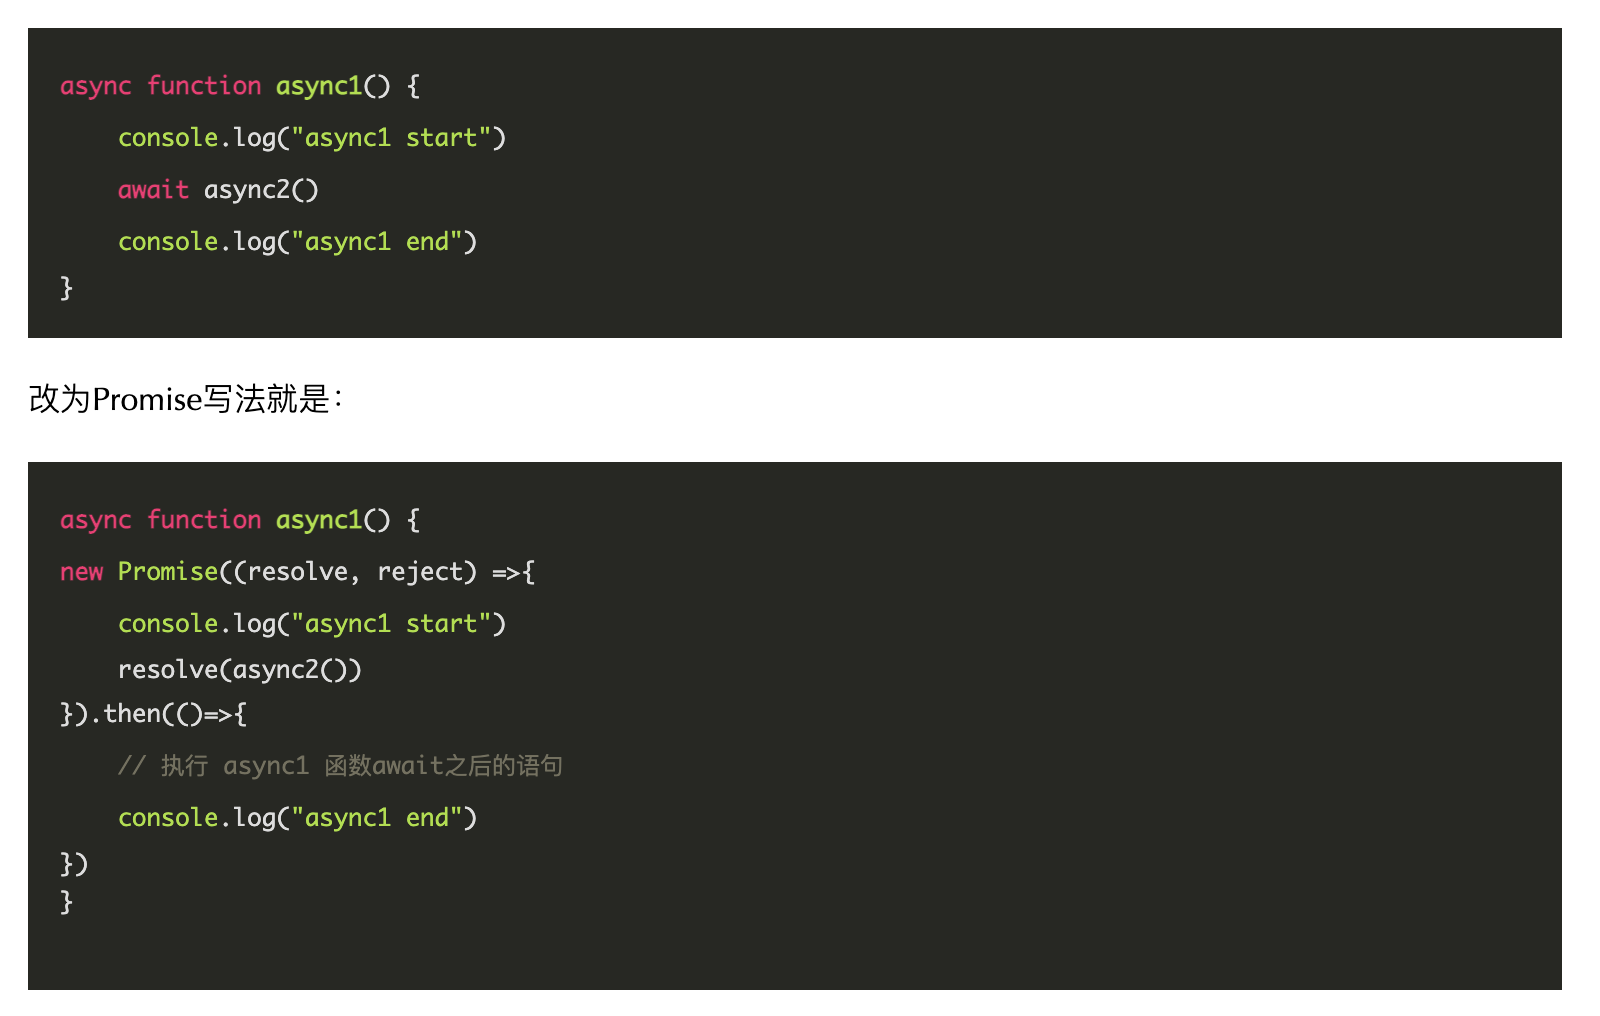 async function async1() {
    console.log("async1 start")
    await async2()
    console.log("async1 end")
}
改为Promise写法就是：
async function async1() {
new Promise((resolve, reject) =>{
    console.log("async1 start")
    resolve(async2())
}).then(()=>{
    // 执行 async1 函数await之后的语句
    console.log("async1 end")
})
}